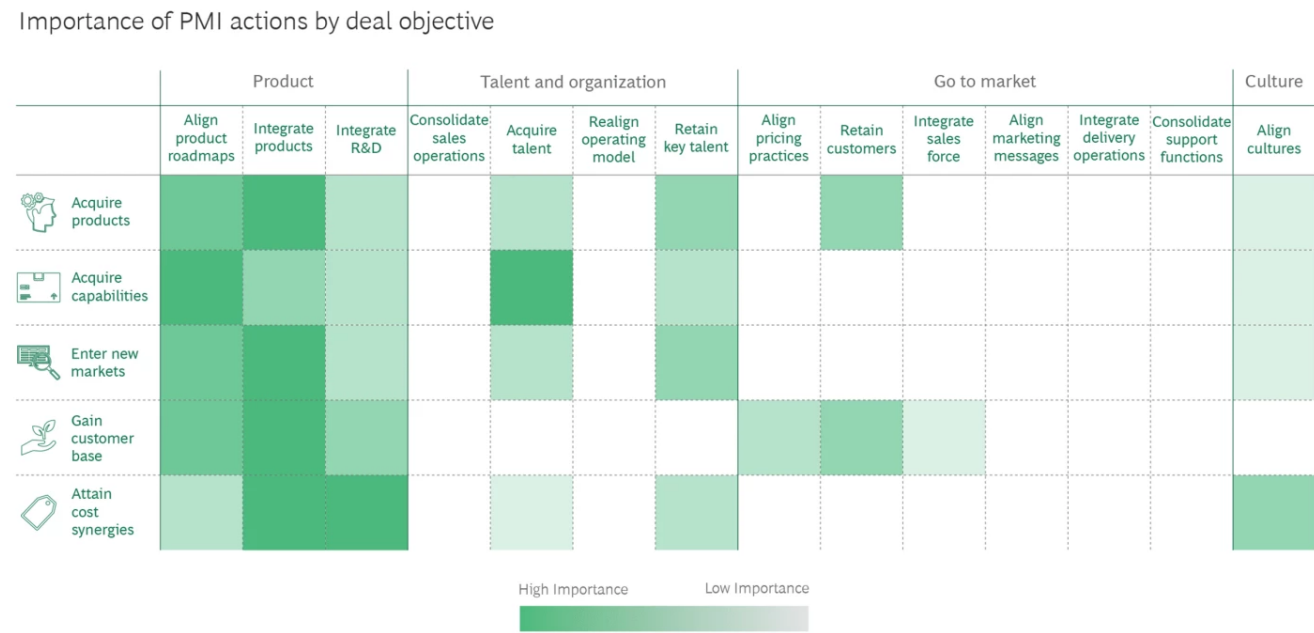 Importance of PMI actions by deal objective
Product
Talent and organization
Go to market
Culture
Align
product
roadmaps
Integrate
products
Integrate
R&D
Consolidate
sales
operations
Acquire
talent
Realign
operating
model
Retain
key talent
Align
pricing
practices
Retain
customers
Integrate
sales
force
Align
marketing
messages
Integrate
delivery
operations
Consolidate
support
functions
Align
cultures
Acquire
products
Acquire
capabilities
Enter new
markets
Gain
customer
base
Attain
cost
synergies
High Importance
Low Importance